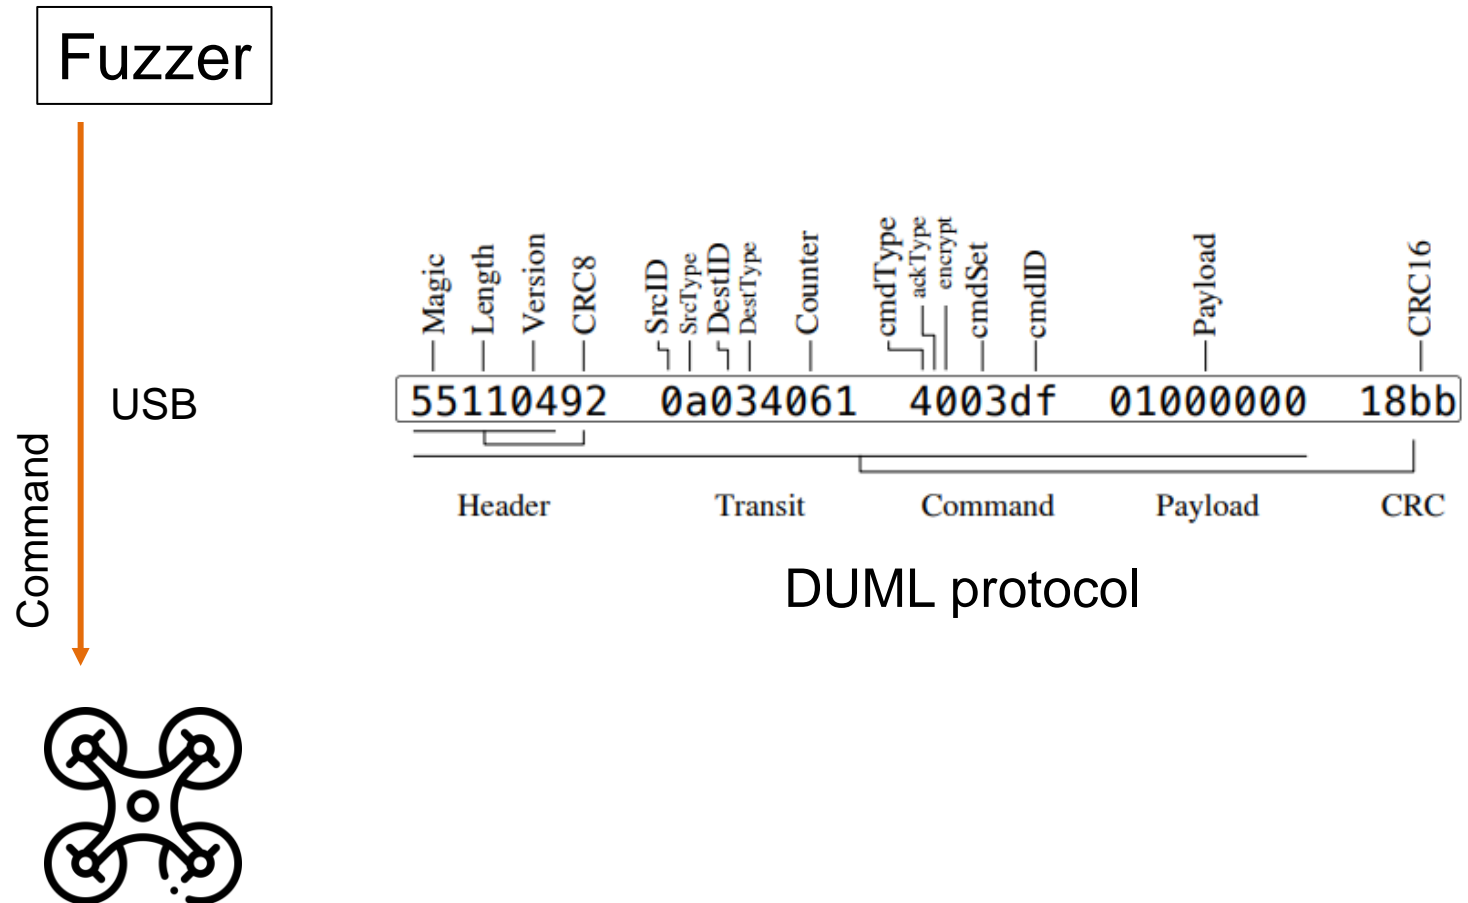 Fuzzer
Command
USB
Magic
Length
Version
CRC8
SrcID
SrcType
DestID
DestType
Counter
cmdType
ackType
encrypt
cmdSet
cmdID
Payload
CRC16
55110492 0a034061 4003df 01000000 18bb
Header Transit Command Payload CRC
DUML protocol